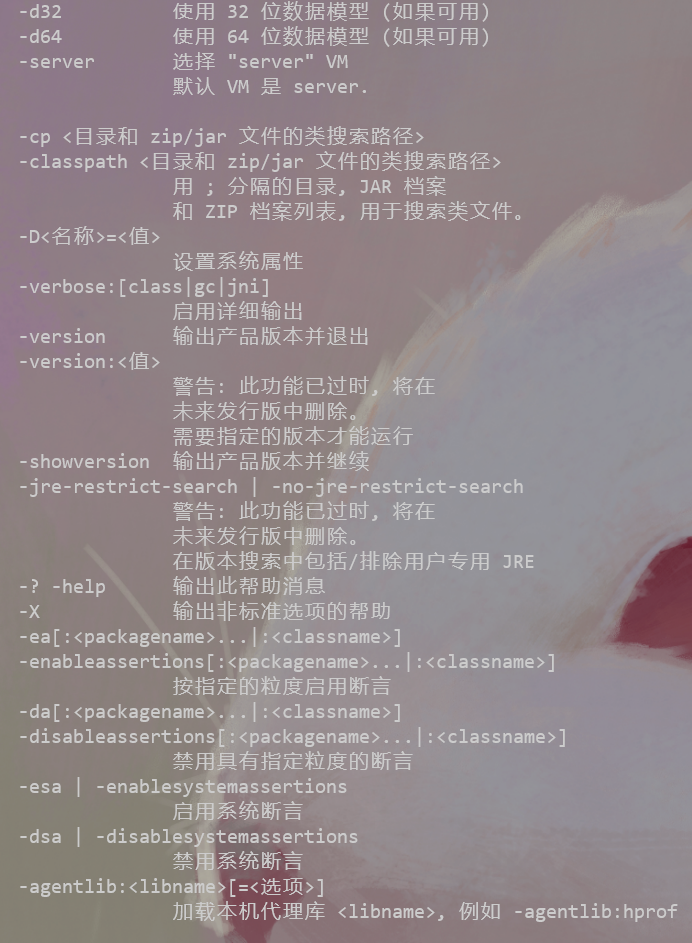 -d32          使用 32 位数据模型 (如果可用)
-d64          使用 64 位数据模型 (如果可用)
-server       选择 "server" VM
              默认 VM 是 server.

-cp <目录和 zip/jar 文件的类搜索路径>
-classpath <目录和 zip/jar 文件的类搜索路径>
              用 ; 分隔的目录, JAR 档案
              和 ZIP 档案列表, 用于搜索类文件。
-D<名称>=<值>
              设置系统属性
-verbose:[class|gc|jni]
              启用详细输出
-version      输出产品版本并退出
-version:<值>
              警告: 此功能已过时, 将在
              未来发行版中删除。
              需要指定的版本才能运行
-showversion  输出产品版本并继续
-jre-restrict-search | -no-jre-restrict-search
              警告: 此功能已过时, 将在
              未来发行版中删除。
              在版本搜索中包括/排除用户专用 JRE
-? -help      输出此帮助消息
-X            输出非标准选项的帮助
-ea[:<packagename>...|:<classname>]
-enableassertions[:<packagename>...|:<classname>]
              按指定的粒度启用断言
-da[:<packagename>...|:<classname>]
-disableassertions[:<packagename>...|:<classname>]
              禁用具有指定粒度的断言
-esa | -enablesystemassertions
              启用系统断言
-dsa | -disablesystemassertions
              禁用系统断言
-agentlib:<libname>[=<选项>]
              加载本机代理库 <libname>, 例如 -agentlib:hprof